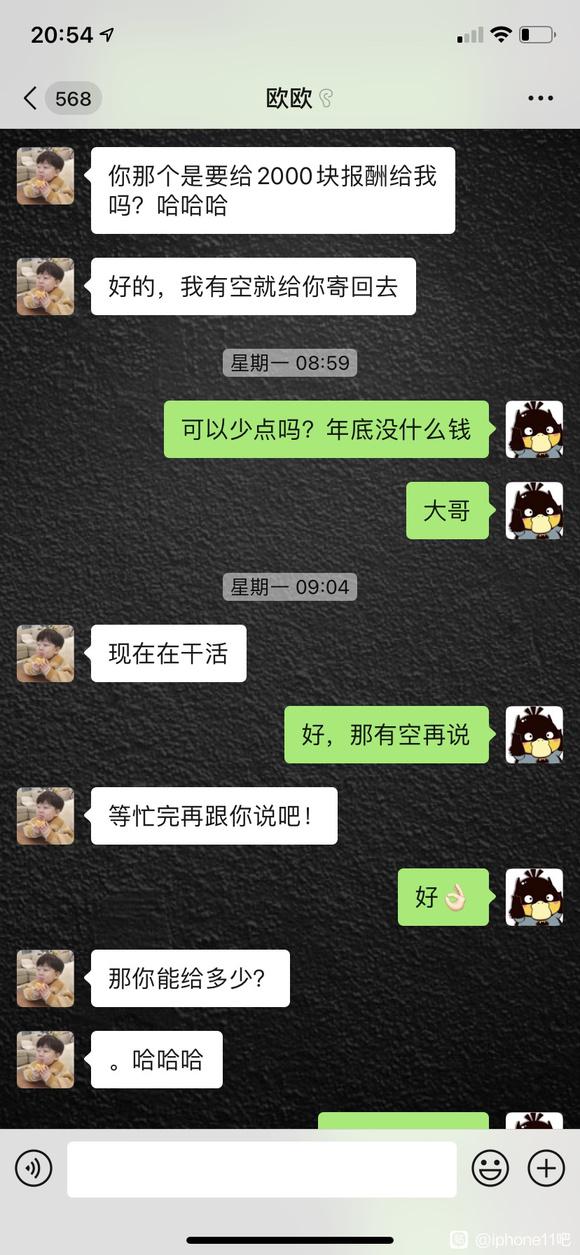 20:54
568
欧欧
你那个是要给2000块报酬给我
吗？哈哈哈
好的，我有空就给你寄回去
星期一 08:59
可以少点吗？年底没什么钱
大哥
星期一 09:04
现在在干活
好，那有空再说
等忙完再跟你说吧！
好👌🏻
那你能给多少？
。哈哈哈
@iphone11吧